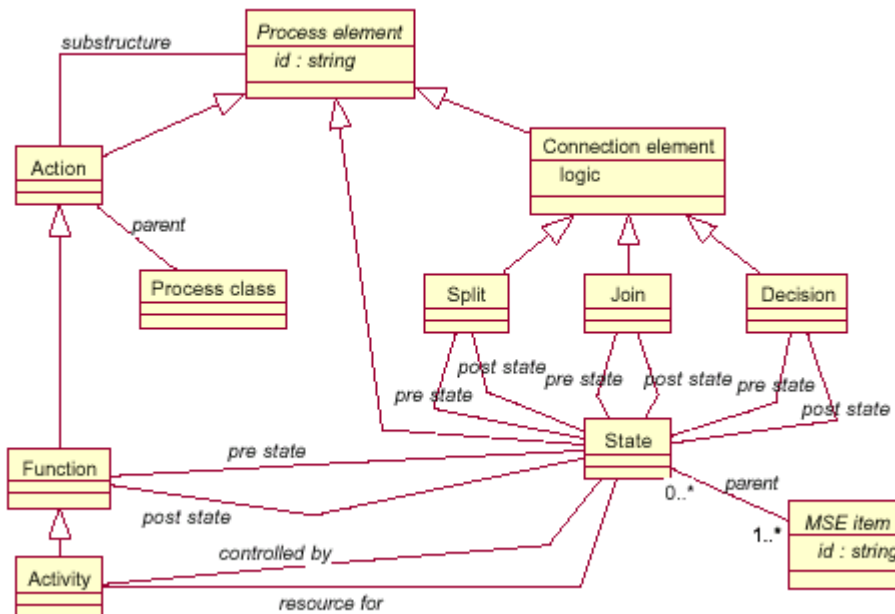 substructure
Process element
id : string
Connection element
logic
Action
parent
Process class
Split
Join
Decision
post state
pre state
pre state
post state
pre state
post state
State
Function
pre state
post state
0..*
parent
1..*
MSE item
id : string
controlled by
Activity
resource for